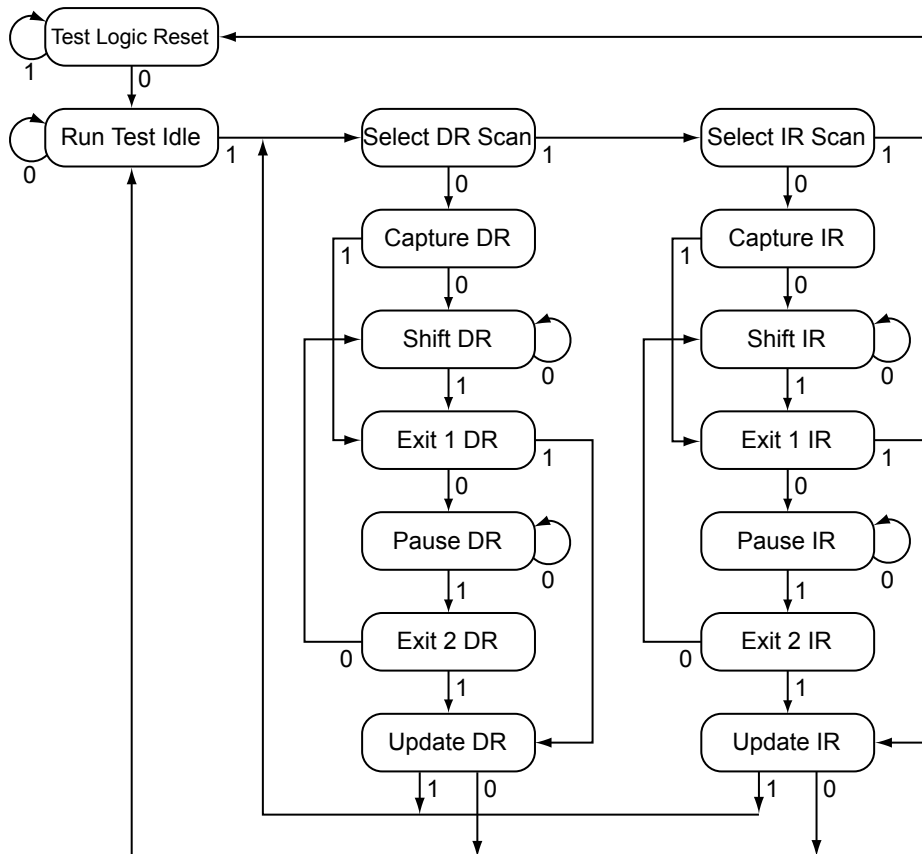 Test Logic Reset
1
0
Run Test Idle
0
1
Select DR Scan
1
Select IR Scan
1
0
0
Capture DR
1
0
Capture IR
1
0
Shift DR
0
1
Shift IR
0
1
Exit 1 DR
1
0
Exit 1 IR
1
0
Pause DR
0
1
Pause IR
0
1
Exit 2 DR
0
1
Exit 2 IR
0
1
Update DR
1
0
Update IR
1
0